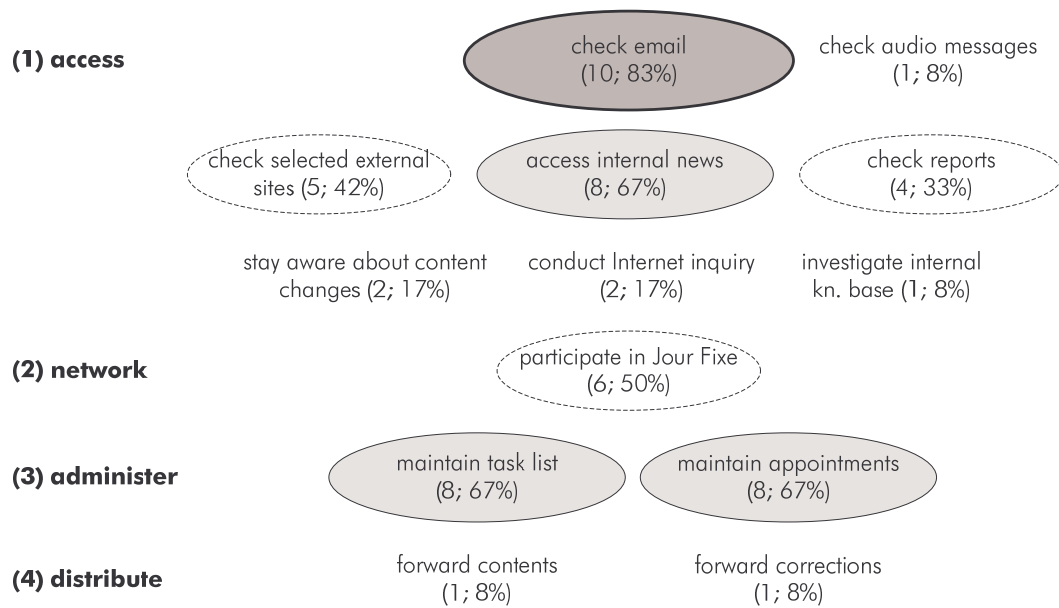 (1) access
check email
(10; 83%)
check audio messages
(1; 8%)
check selected external
sites (5; 42%)
access internal news
(8; 67%)
check reports
(4; 33%)
stay aware about content
changes (2; 17%)
conduct Internet inquiry
(2; 17%)
investigate internal
kn. base (1; 8%)
(2) network
participate in Jour Fixe
(6; 50%)
(3) administer
maintain task list
(8; 67%)
maintain appointments
(8; 67%)
(4) distribute
forward contents
(1; 8%)
forward corrections
(1; 8%)